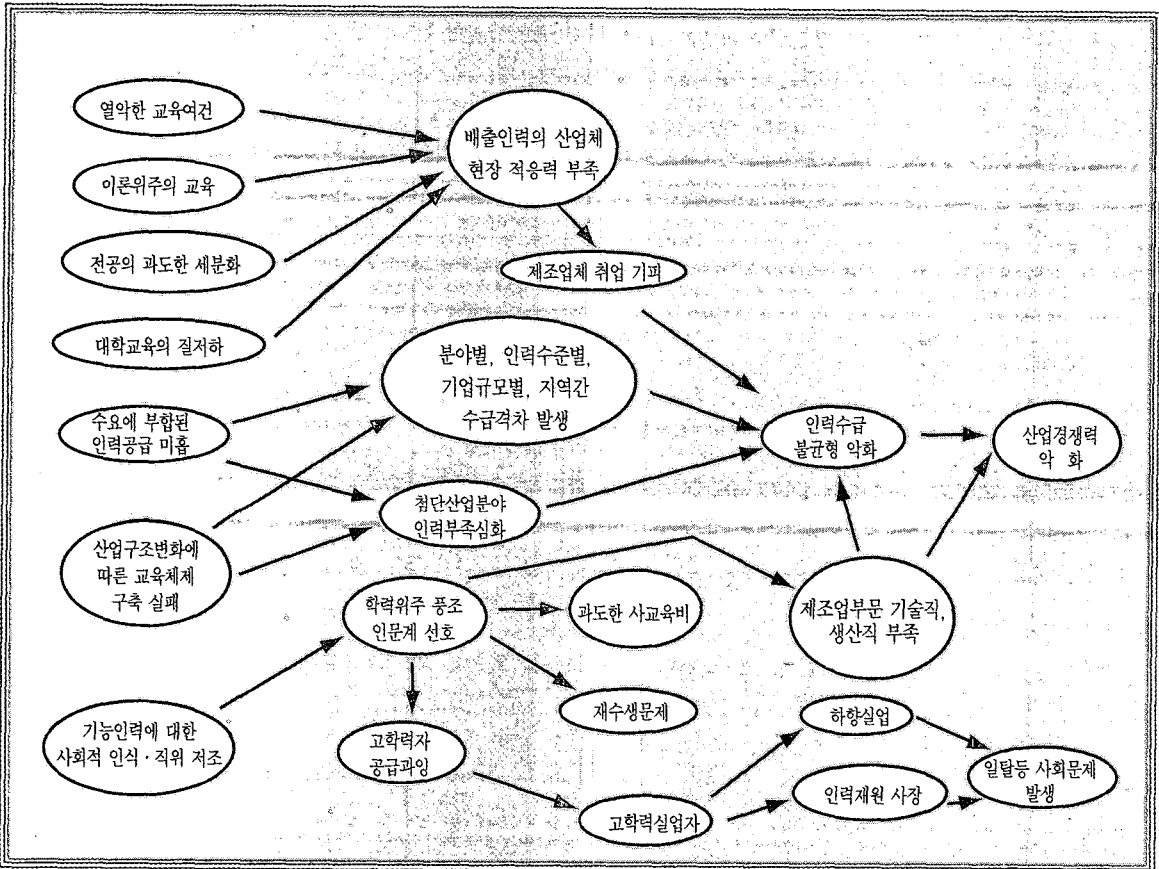 열악한 교육여건
이론위주의 교육
전공의 과도한 세분화
대학교육의 질저하
수요에 부합된
인력공급 미흡
산업구조변화에
따른 교육체제
구축 실패
기능인력에 대한
사회적 인식·직위 저조
배출인력의 산업체
현장 적응력 부족
제조업체 취업 기피
분야별, 인력수준별,
기업규모별, 지역간
수급격차 발생
첨단산업분야
인력부족심화
학력위주 풍조
인문계 선호
과도한 사교육비
재수생문제
고학력자
공급과잉
고학력실업자
인력수급
불균형 악화
산업경쟁력
악 화
제조업부문 기술직,
생산직 부족
하향실업
인력재원 사장
일달등 사회문제
발생